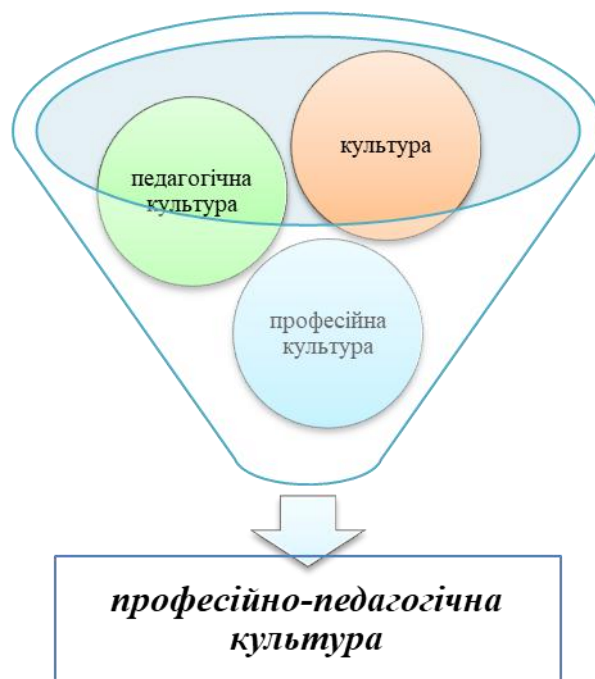 культура
педагогічна
культура
професійна
культура
професійно-педагогічна
культура